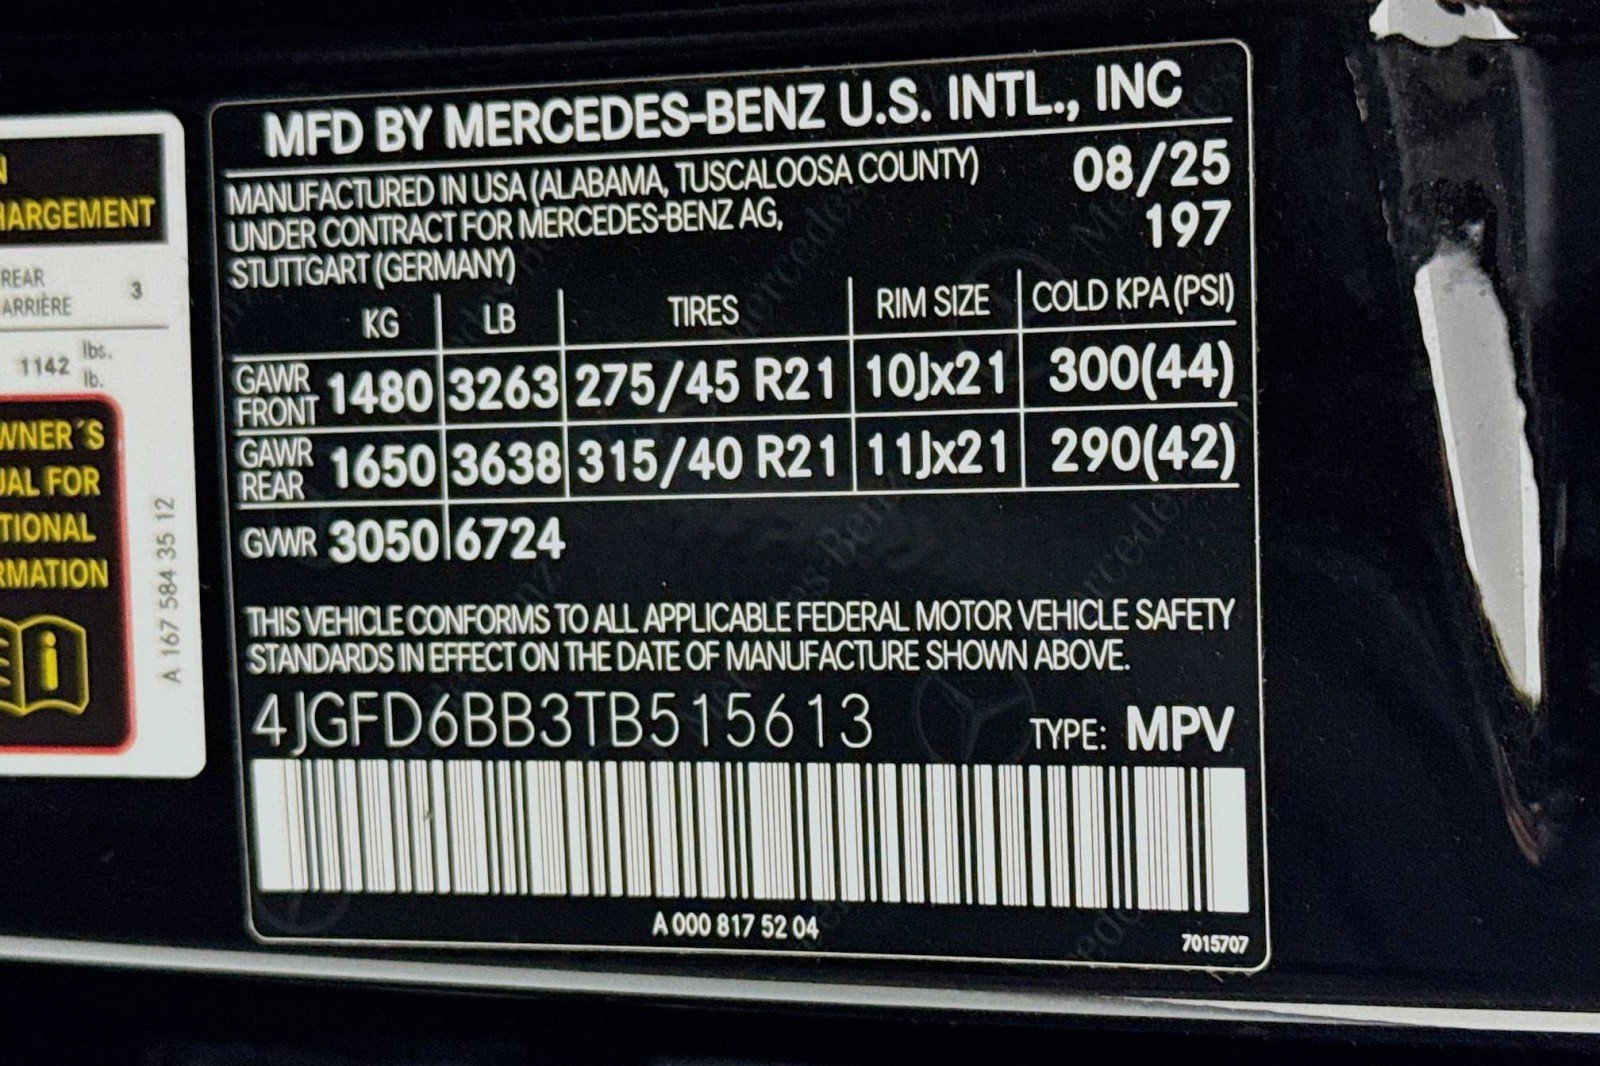 HARGEMENT
REAR
ARRIÈRE 3
1142 lbs.
lb.
WNER´S
UAL FOR
TIONAL
RMATION
A 167 584 35 12
MFD BY MERCEDES-BENZ U.S. INTL., INC
MANUFACTURED IN USA (ALABAMA, TUSCALOOSA COUNTY) 08/25
UNDER CONTRACT FOR MERCEDES-BENZ AG, 197
STUTTGART (GERMANY)
KG LB TIRES RIM SIZE COLD KPA (PSI)
GAWR FRONT 1480 3263 275/45 R21 10Jx21 300(44)
GAWR REAR 1650 3638 315/40 R21 11Jx21 290(42)
GVWR 3050 6724
THIS VEHICLE CONFORMS TO ALL APPLICABLE FEDERAL MOTOR VEHICLE SAFETY
STANDARDS IN EFFECT ON THE DATE OF MANUFACTURE SHOWN ABOVE.
4JGFD6BB3TB515613 TYPE: MPV
A 000 817 52 04
7015707